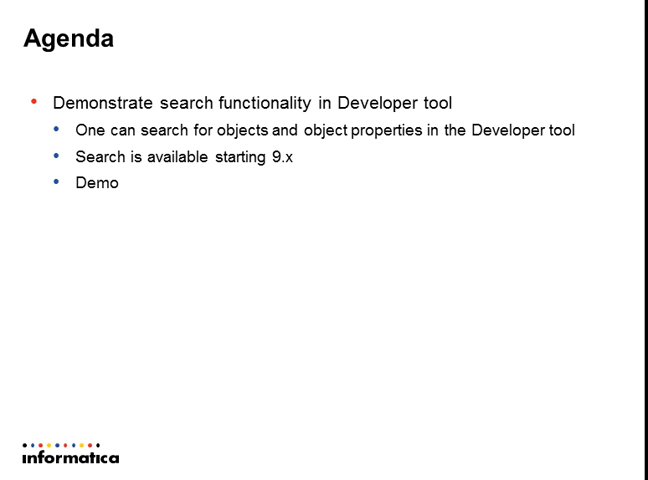 Agenda
Demonstrate search functionality in Developer tool
One can search for objects and object properties in the Developer tool
Search is available starting 9.x
Demo
informatica